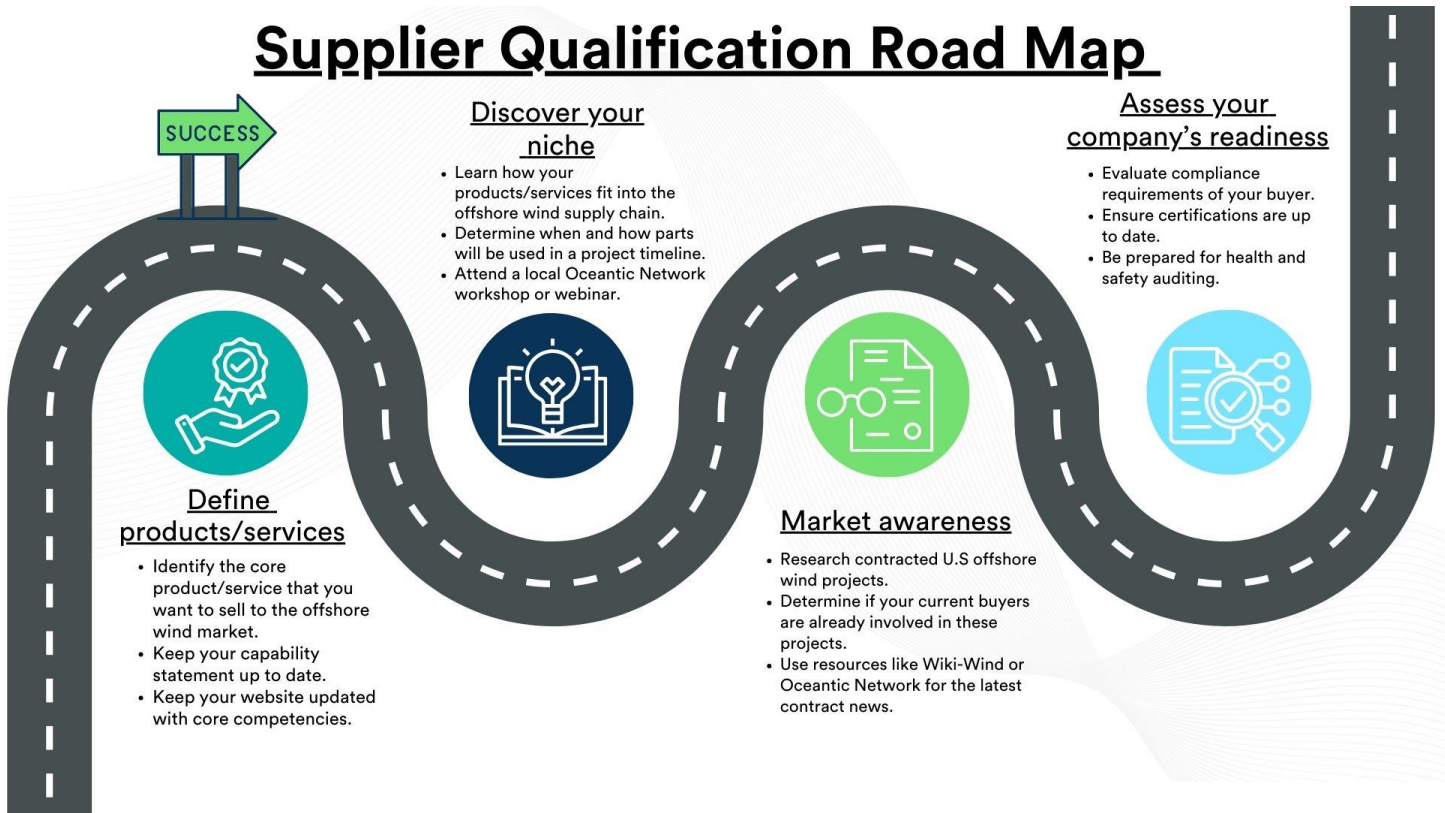 Supplier Qualification Road Map
SUCCESS
Define
products/services
• Identify the core
product/service that you
want to sell to the offshore
wind market.
• Keep your capability
statement up to date.
• Keep your website updated
with core competencies.
Discover your
niche
• Learn how your
products/services fit into the
offshore wind supply chain.
• Determine when and how parts
will be used in a project timeline.
• Attend a local Oceantic Network
workshop or webinar.
Market awareness
• Research contracted U.S offshore
wind projects.
• Determine if your current buyers
are already involved in these
projects.
• Use resources like Wiki-Wind or
Oceantic Network for the latest
contract news.
Assess your
company’s readiness
• Evaluate compliance
requirements of your buyer.
• Ensure certifications are up
to date.
• Be prepared for health and
safety auditing.